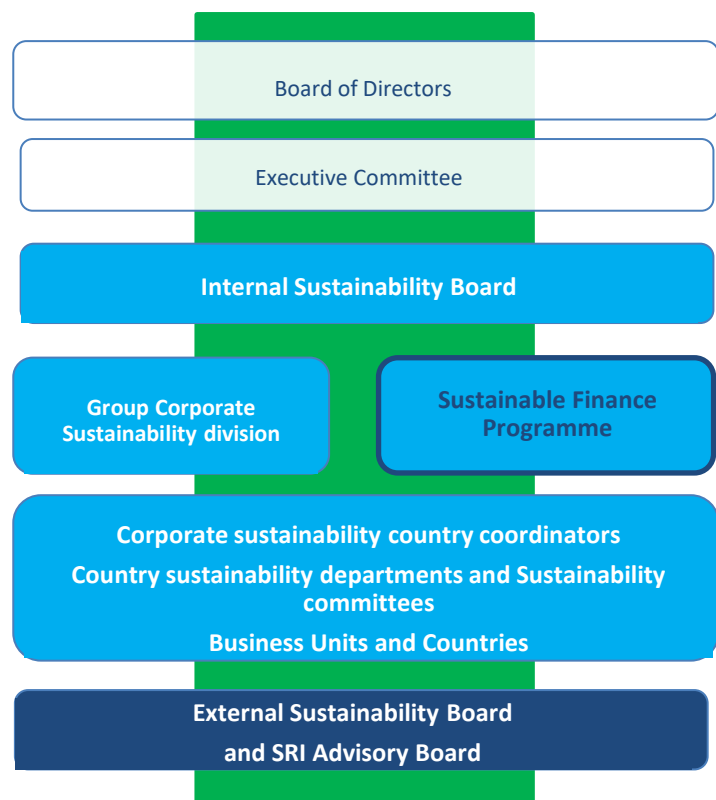 Board of Directors
Executive Committee
Internal Sustainability Board
Group Corporate
Sustainability division
Sustainable Finance
Programme
Corporate sustainability country coordinators
Country sustainability departments and Sustainability
committees
Business Units and Countries
External Sustainability Board
and SRI Advisory Board